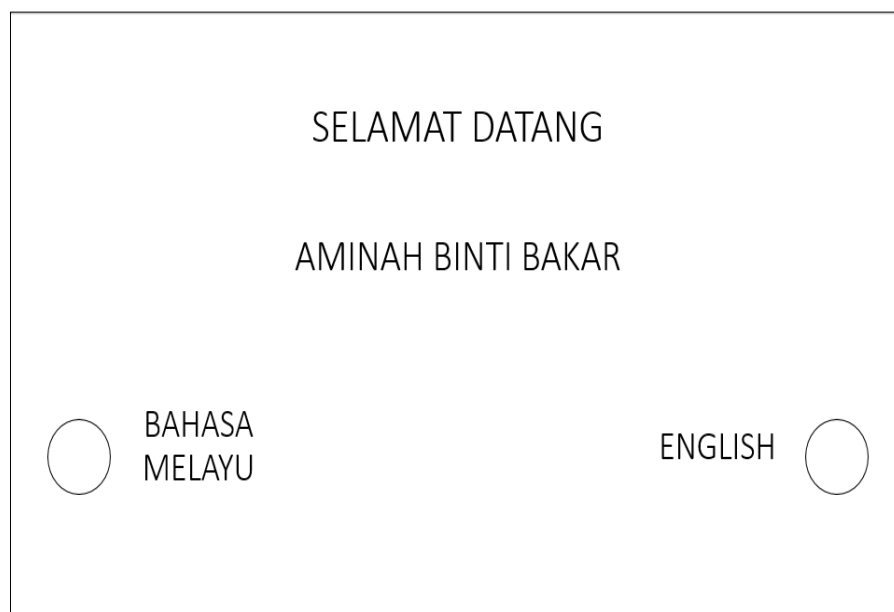 SELAMAT DATANG
AMINAH BINTI BAKAR
BAHASA
MELAYU
ENGLISH